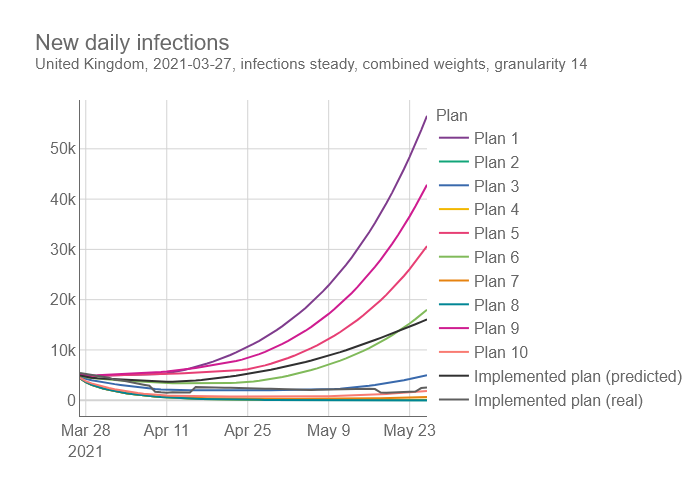 New daily infections
United Kingdom, 2021-03-27, infections steady, combined weights, granularity 14
Plan
Plan 1
Plan 2
Plan 3
Plan 4
Plan 5
Plan 6
Plan 7
Plan 8
Plan 9
Plan 10
Implemented plan (predicted)
Implemented plan (real)
50k
40k
30k
20k
10k
0
Mar 28 Apr 11 Apr 25 May 9 May 23
2021